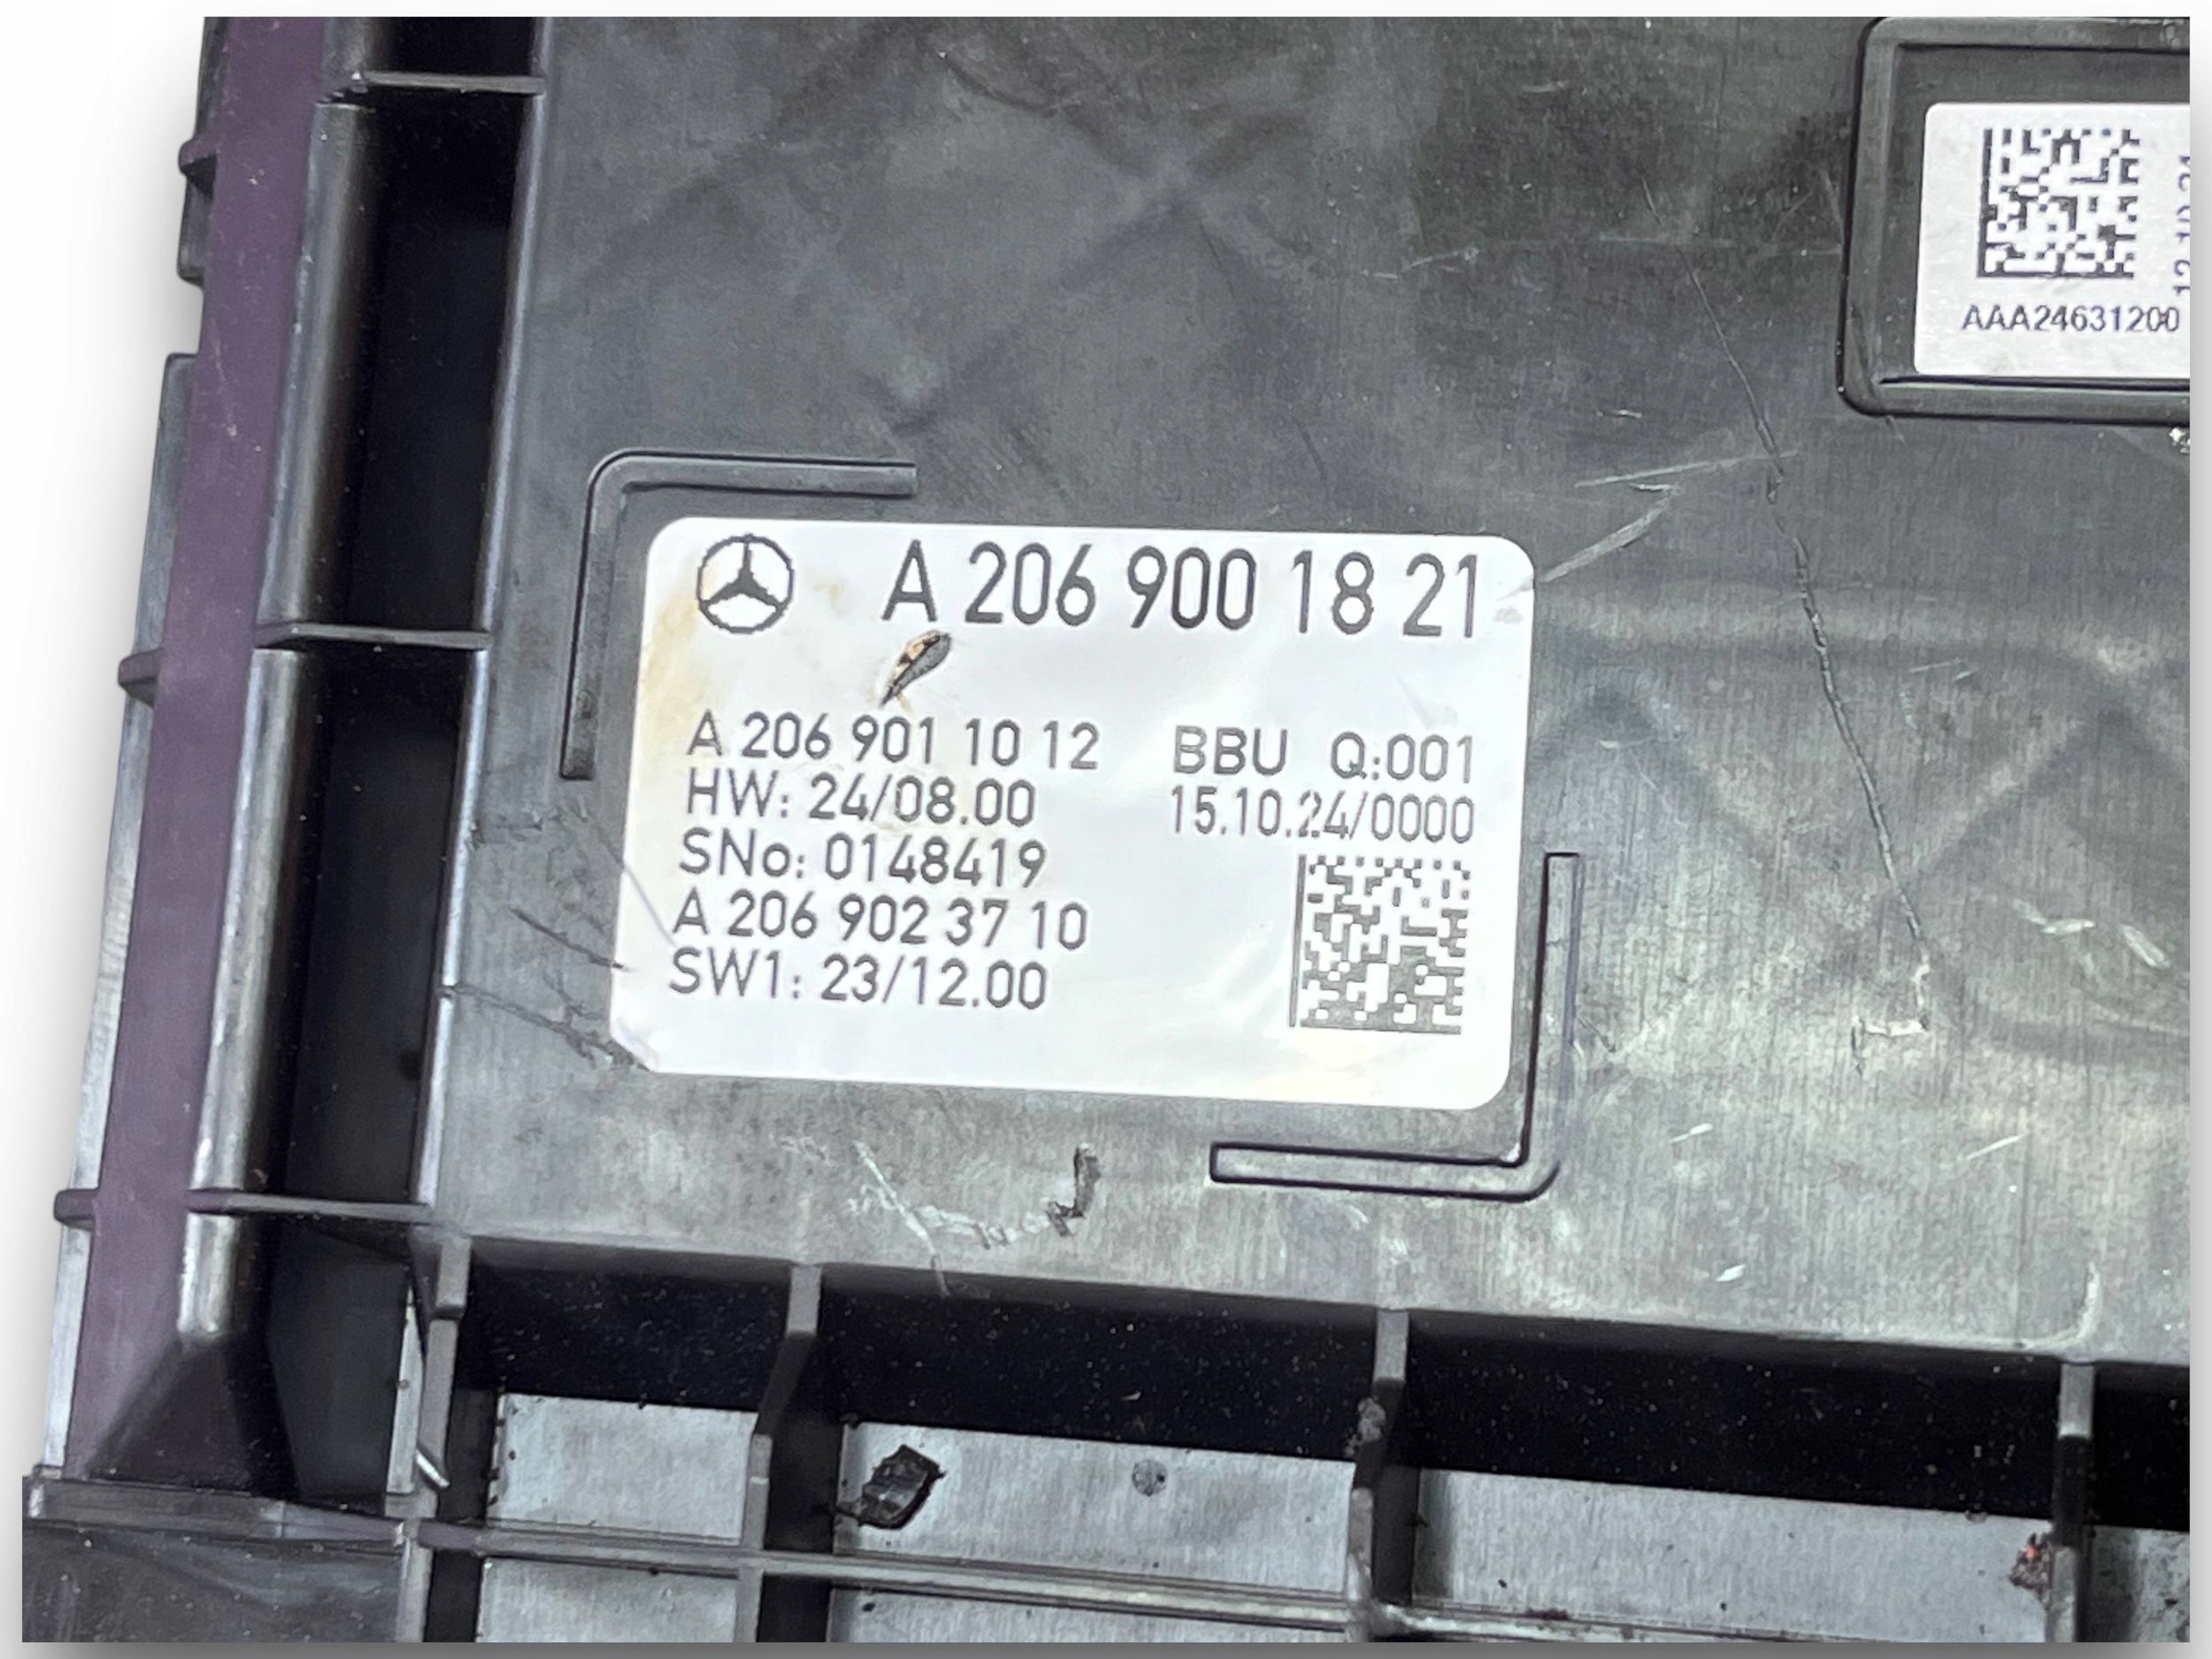 AAA24631200
A 206 900 18 21
A 206 901 10 12 BBU Q:001
HW: 24/08.00 15.10.24/0000
SNo: 0148419
A 206 902 37 10
SW1: 23/12.00